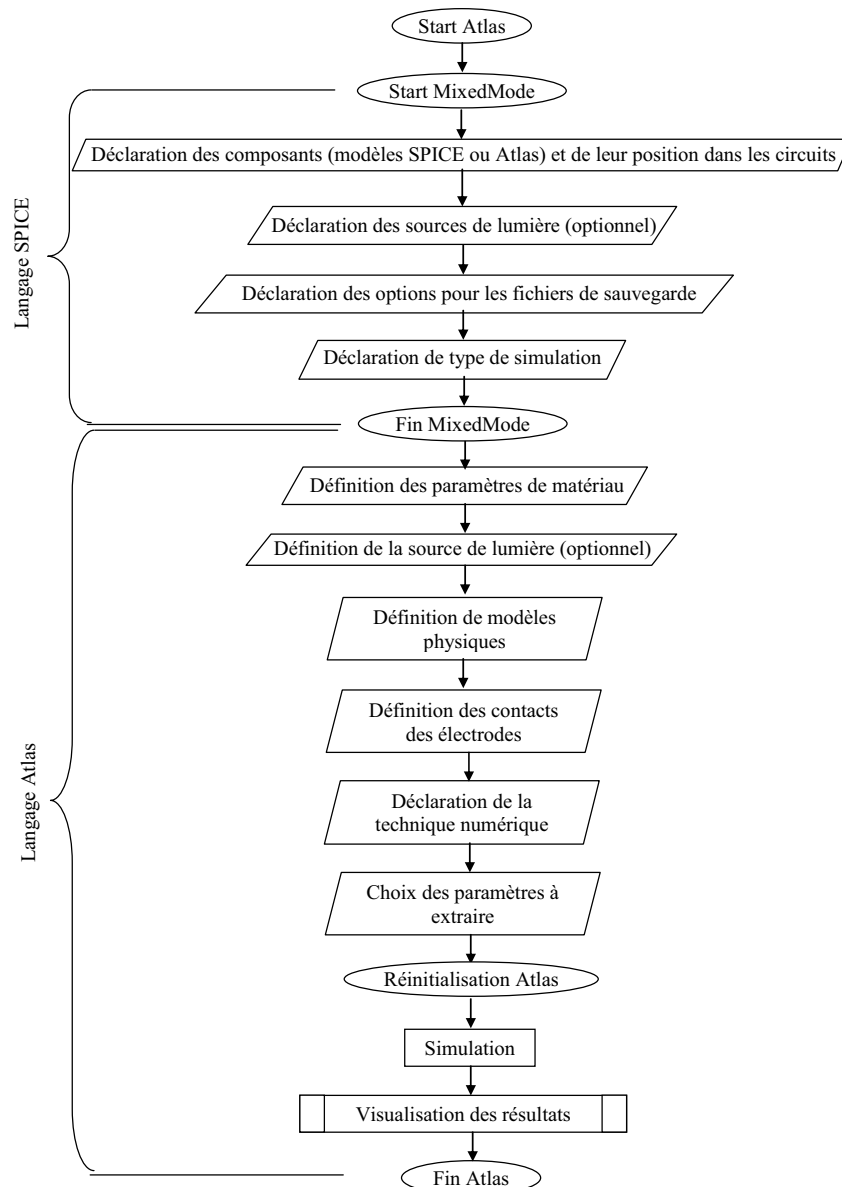 Start Atlas
Start MixedMode
Déclaration des composants (modèles SPICE ou Atlas) et de leur position dans les circuits
Déclaration des sources de lumière (optionnel)
Déclaration des options pour les fichiers de sauvegarde
Déclaration de type de simulation
Fin MixedMode
Langage SPICE
Définition des paramètres de matériau
Définition de la source de lumière (optionnel)
Définition de modèles
physiques
Définition des contacts
des électrodes
Déclaration de la
technique numérique
Choix des paramètres à
extraire
Réinitialisation Atlas
Simulation
Visualisation des résultats
Fin Atlas
Langage Atlas